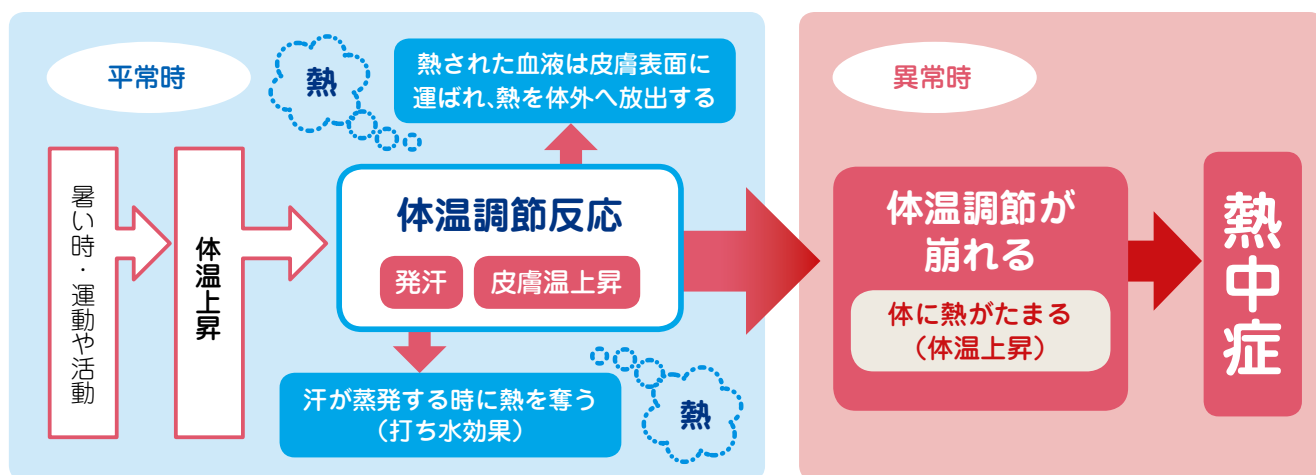 平常時
熱
熱された血液は皮膚表面に
運ばれ、熱を体外へ放出する
暑い時・運動や活動
体温上昇
体温調節反応
発汗
皮膚温上昇
汗が蒸発する時に熱を奪う
（打ち水効果）
熱
異常時
体温調節が
崩れる
体に熱がたまる
（体温上昇）
熱中症